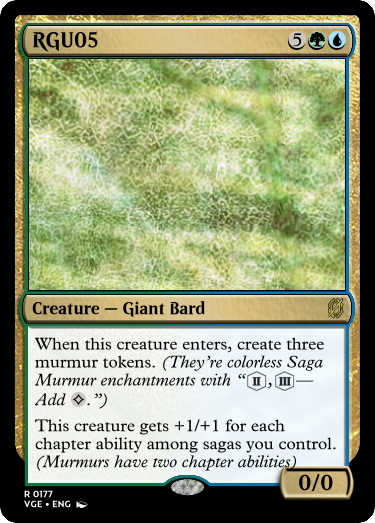 RGU05 5
Creature — Giant Bard
When this creature enters, create three
murmur tokens. (They're colorless Saga
Murmur enchantments with “II, III—
Add .”)
This creature gets +1/+1 for each
chapter ability among sagas you control.
(Murmurs have two chapter abilities)
0/0
R 0177
VGE • ENG